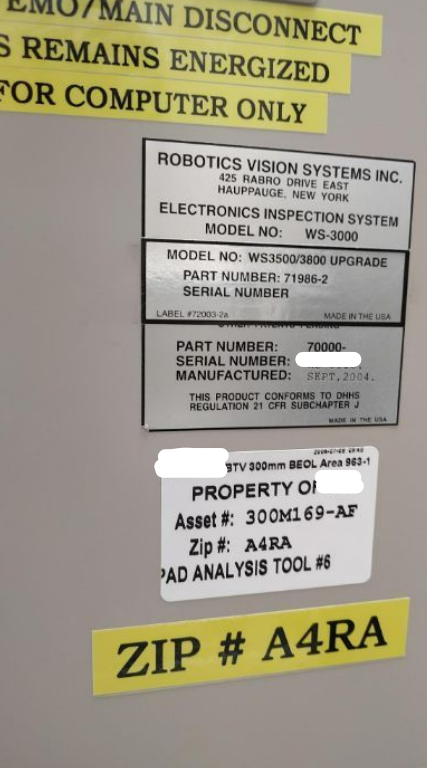 EMO/MAIN DISCONNECT
S REMAINS ENERGIZED
FOR COMPUTER ONLY
ROBOTICS VISION SYSTEMS INC.
425 RABRO DRIVE EAST
HAUPPAUGE, NEW YORK
ELECTRONICS INSPECTION SYSTEM
MODEL NO: WS-3000
MODEL NO: WS3500/3800 UPGRADE
PART NUMBER: 71986-2
SERIAL NUMBER
LABEL #72003-2a MADE IN THE USA
OTHER PATENTS PENDING
PART NUMBER: 70000-
SERIAL NUMBER:
MANUFACTURED: SEPT, 2004.
THIS PRODUCT CONFORMS TO DHHS
REGULATION 21 CFR SUBCHAPTER J
MADE IN THE USA
BTV 300mm BEOL Area 963-1
PROPERTY OF
Asset #: 300M169-AF
Zip #: A4RA
PAD ANALYSIS TOOL #6
ZIP # A4RA